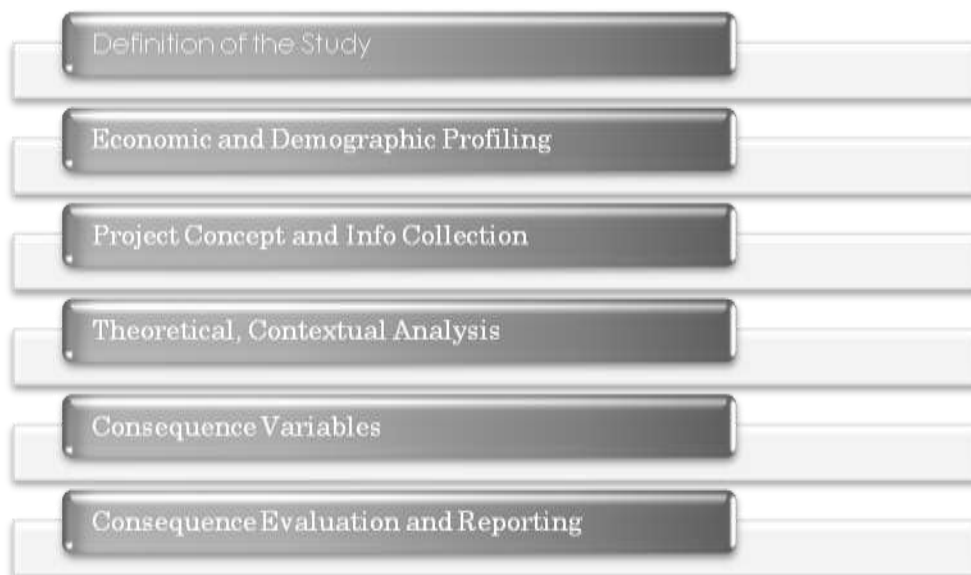 Definition of the Study
Economic and Demographic Profiling
Project Concept and Info Collection
Theoretical, Contextual Analysis
Consequence Variables
Consequence Evaluation and Reporting